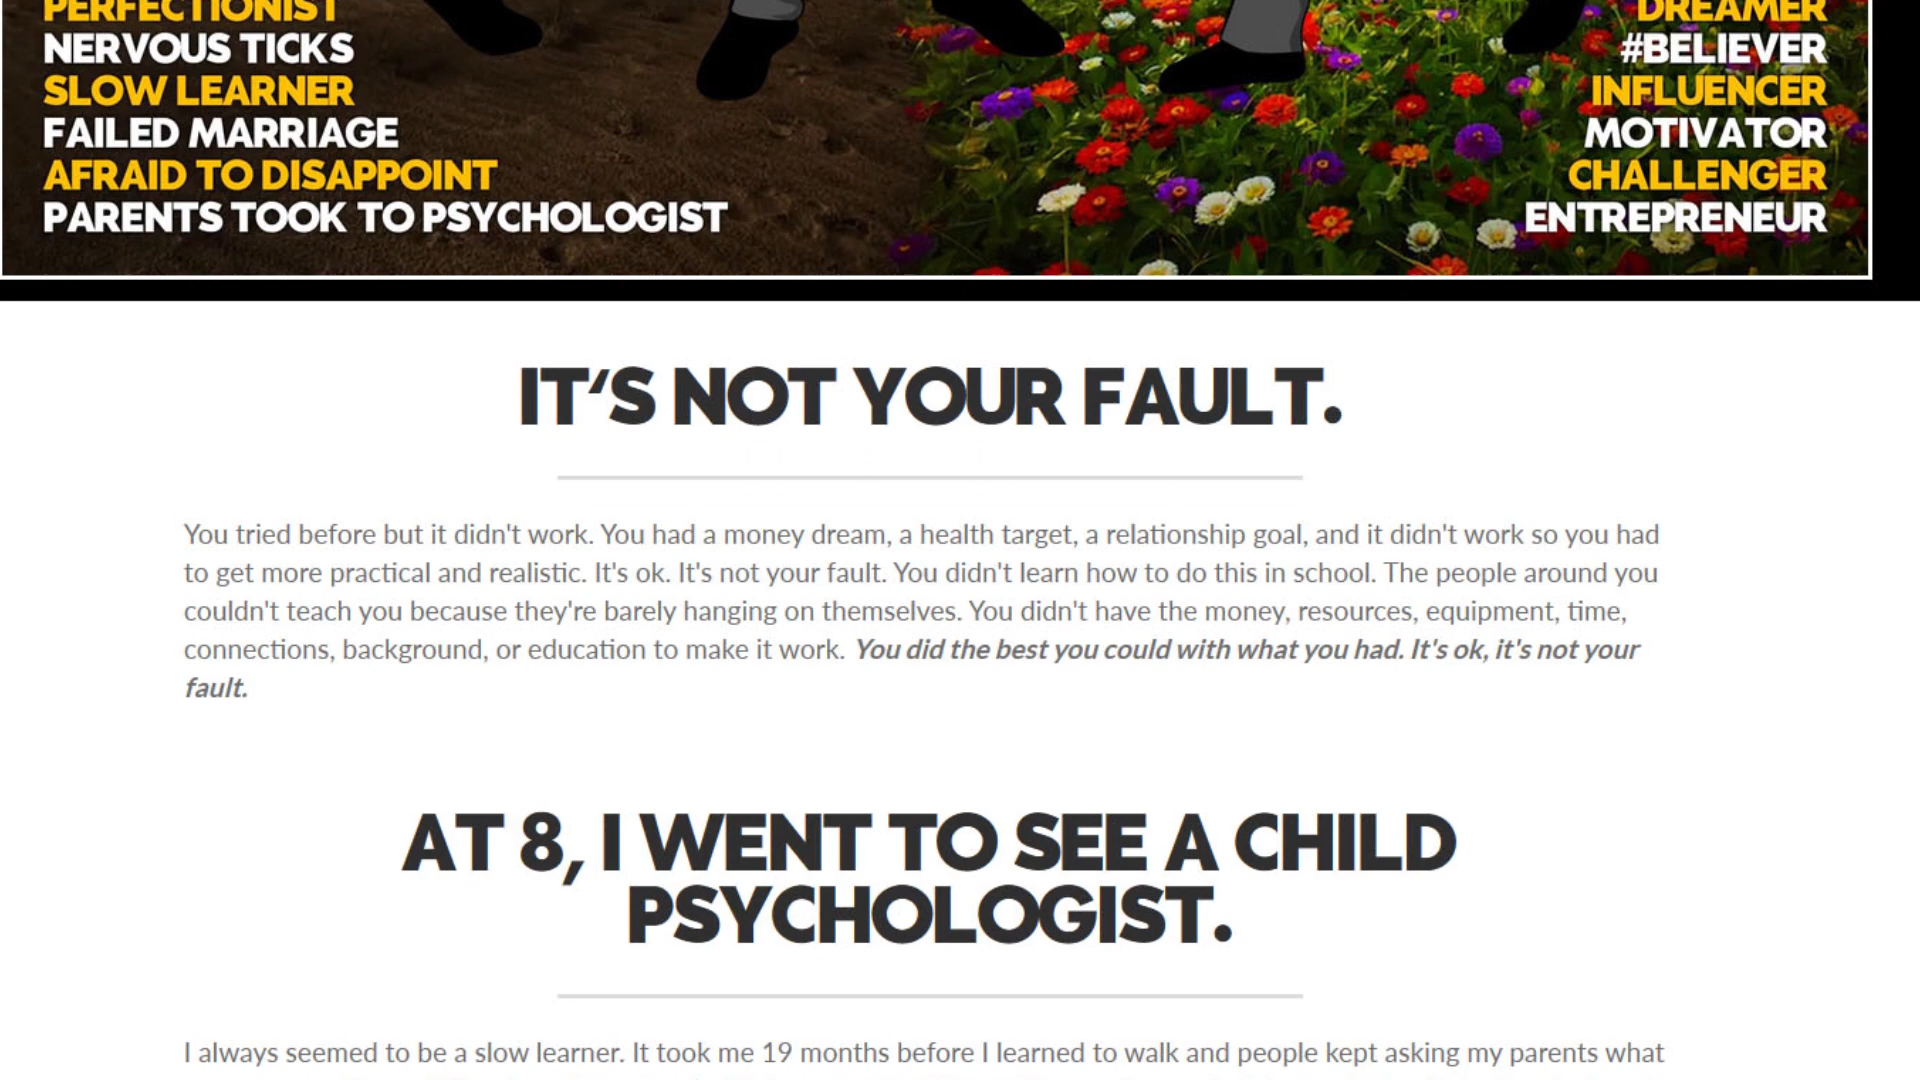 PERFECTIONIST
NERVOUS TICKS
SLOW LEARNER
FAILED MARRIAGE
AFRAID TO DISAPPOINT
PARENTS TOOK TO PSYCHOLOGIST
DREAMER
#BELIEVER
INFLUENCER
MOTIVATOR
CHALLENGER
ENTREPRENEUR
IT'S NOT YOUR FAULT.
You tried before but it didn't work. You had a money dream, a health target, a relationship goal, and it didn't work so you had
to get more practical and realistic. It's ok. It's not your fault. You didn't learn how to do this in school. The people around you
couldn't teach you because they're barely hanging on themselves. You didn't have the money, resources, equipment, time,
connections, background, or education to make it work. You did the best you could with what you had. It's ok, it's not your
fault.
AT 8, I WENT TO SEE A CHILD
PSYCHOLOGIST.
I always seemed to be a slow learner. It took me 19 months before I learned to walk and people kept asking my parents what